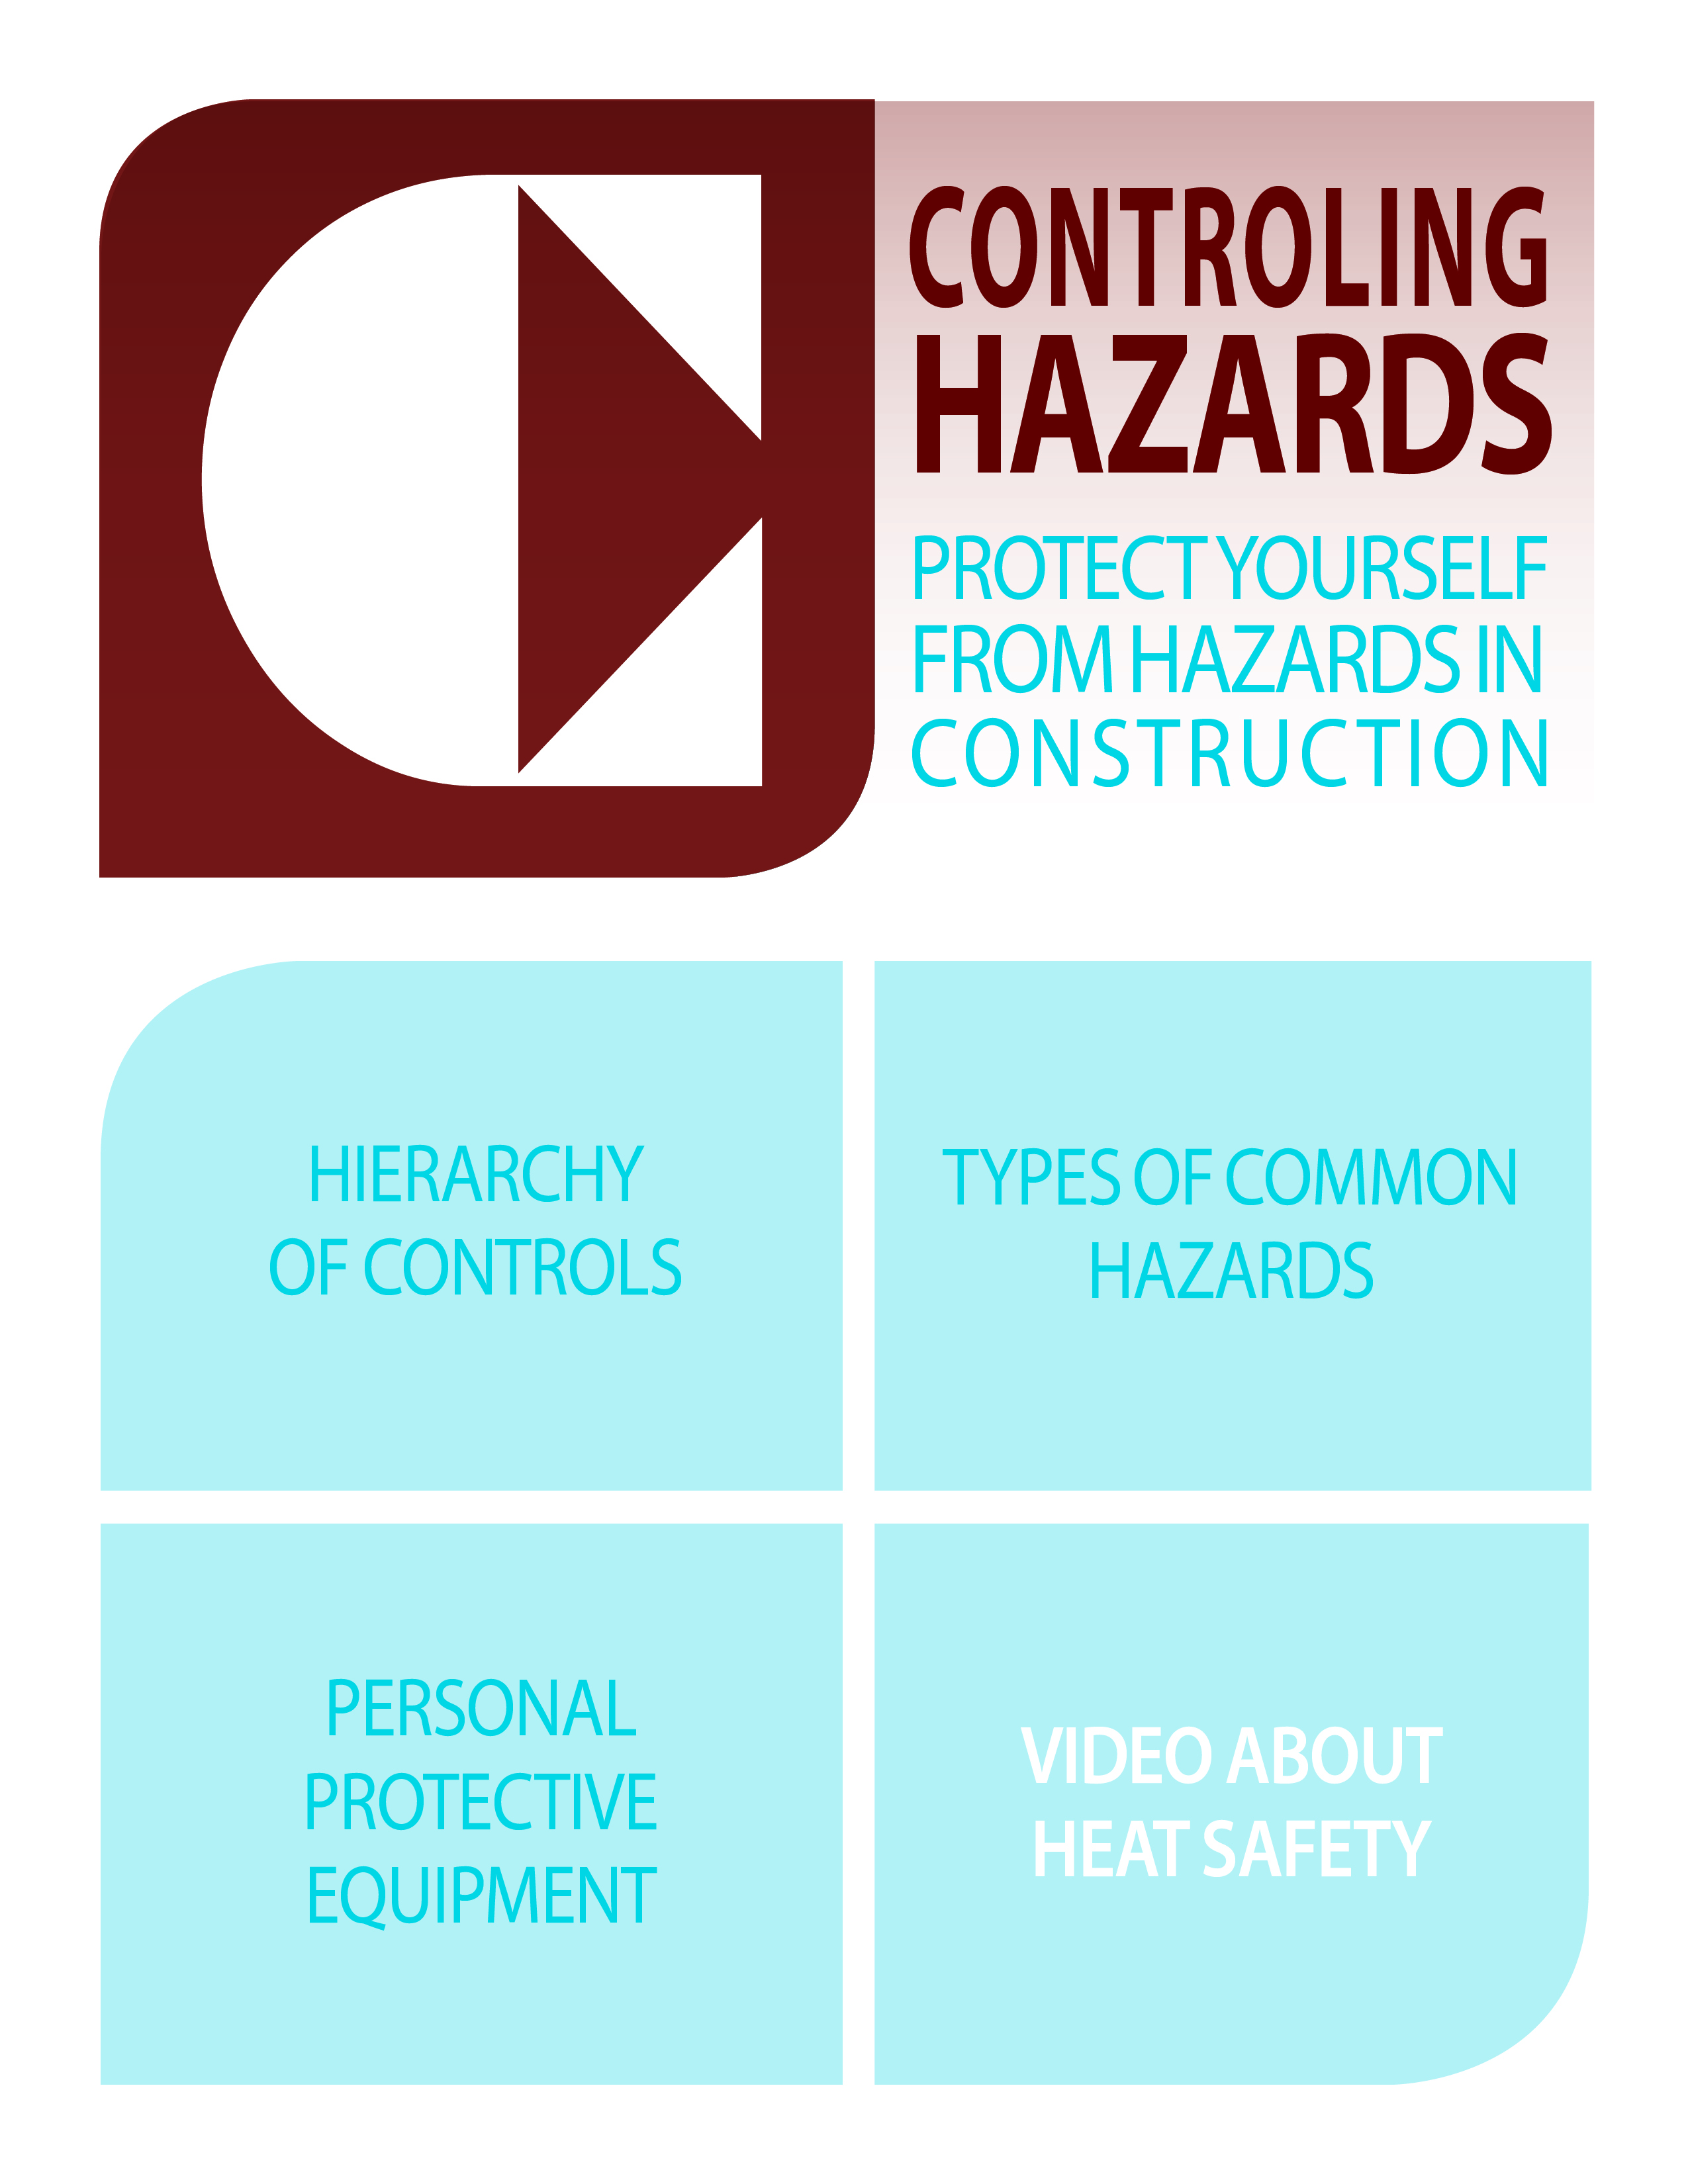 CONTROLING
HAZARDS
PROTECT YOURSELF
FROM HAZARDS IN
CONSTRUCTION
HIERARCHY
OF CONTROLS
TYPES OF COMMON
HAZARDS
PERSONAL
PROTECTIVE
EQUIPMENT
VIDEO ABOUT
HEAT SAFETY